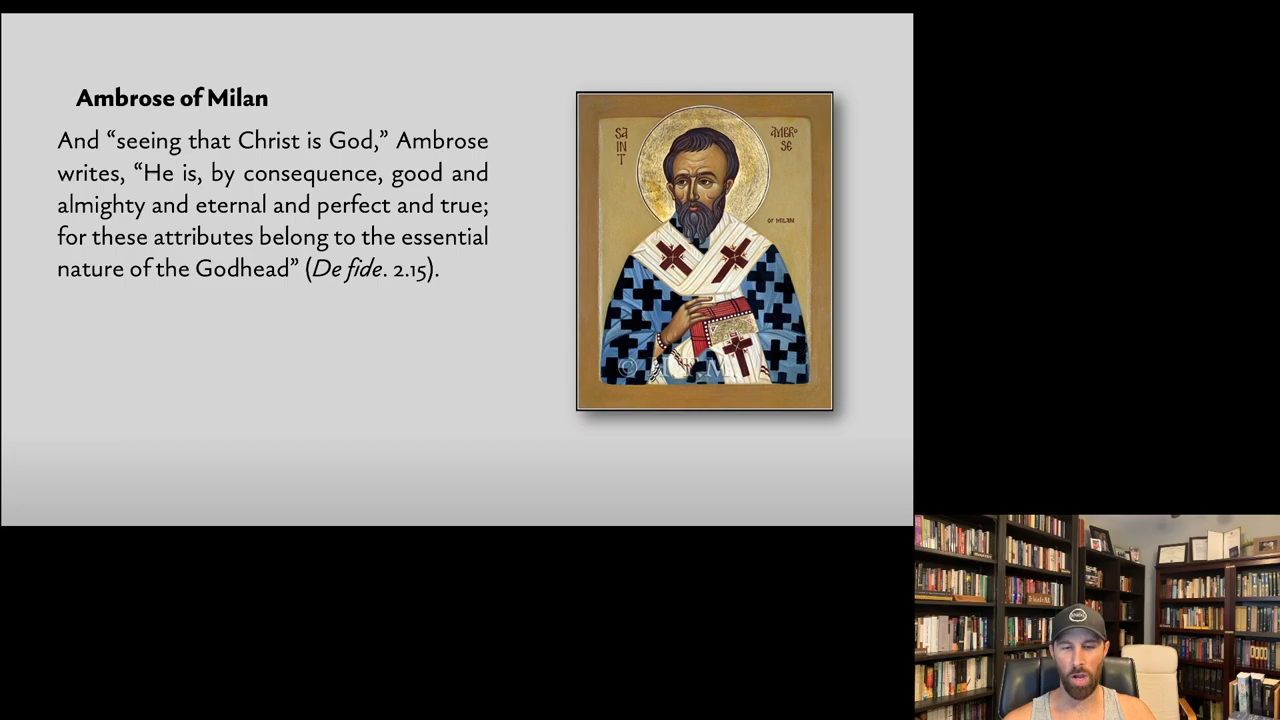 Ambrose of Milan
And “seeing that Christ is God,” Ambrose
writes, “He is, by consequence, good and
almighty and eternal and perfect and true;
for these attributes belong to the essential
nature of the Godhead” (De fide. 2.15).
SA
IN
T
AMBRO
SE
OF MILAN